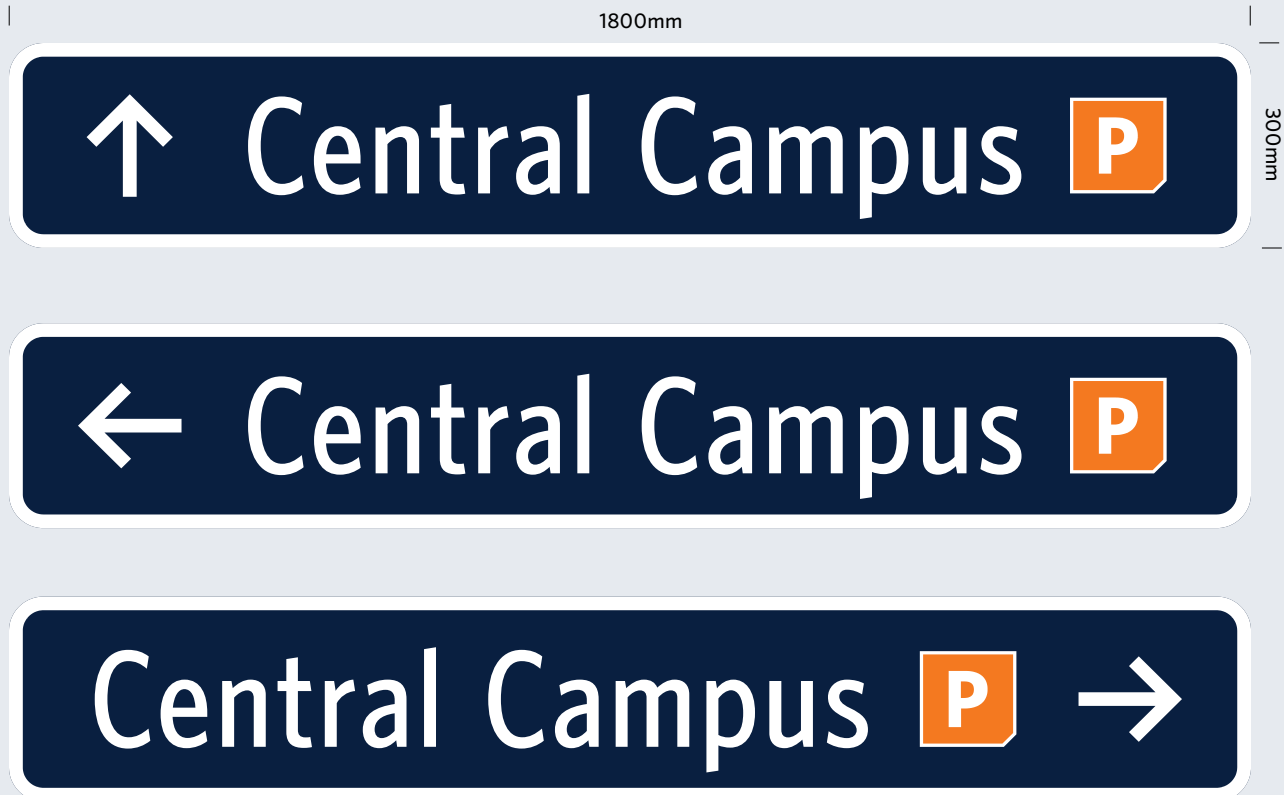 1800mm
↑ Central Campus P
300mm
← Central Campus P
Central Campus P →